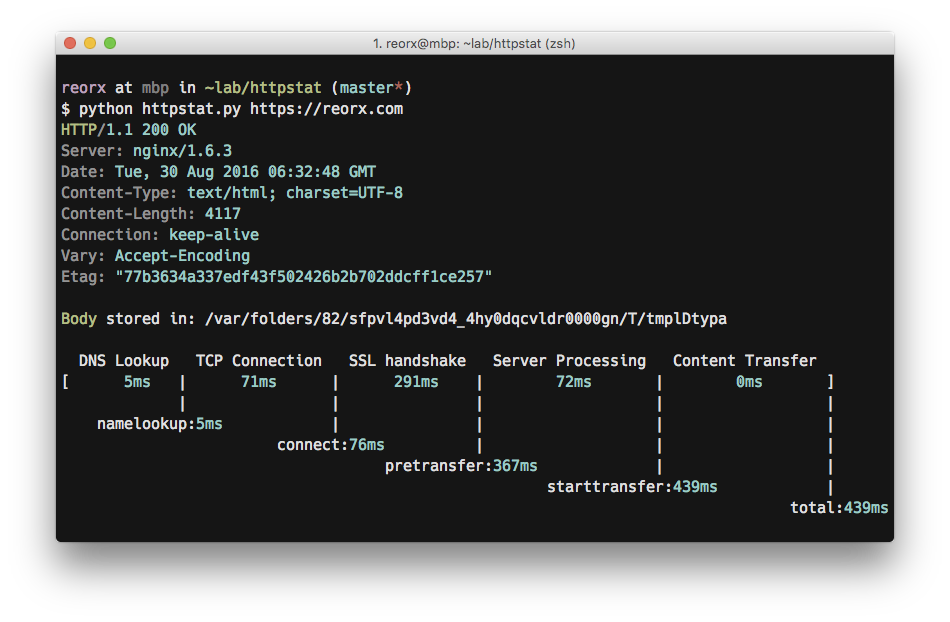 1. reorx@mbp: ~lab/httpstat (zsh)
reorx at mbp in ~lab/httpstat (master*)
$ python httpstat.py https://reorx.com
HTTP/1.1 200 OK
Server: nginx/1.6.3
Date: Tue, 30 Aug 2016 06:32:48 GMT
Content-Type: text/html; charset=UTF-8
Content-Length: 4117
Connection: keep-alive
Vary: Accept-Encoding
Etag: "77b3634a337edf43f502426b2b702ddcff1ce257"
Body stored in: /var/folders/82/sfpvl4pd3vd4_4hy0dqcvldr0000gn/T/tmplDtypa
  DNS Lookup   TCP Connection   SSL handshake   Server Processing   Content Transfer
[      5ms   |      71ms      |      291ms    |        72ms       |        0ms       ]
             |                |               |                   |                  |
    namelookup:5ms            |               |                   |                  |
                        connect:76ms          |                   |                  |
                                    pretransfer:367ms             |                  |
                                                      starttransfer:439ms            |
                                                                                 total:439ms